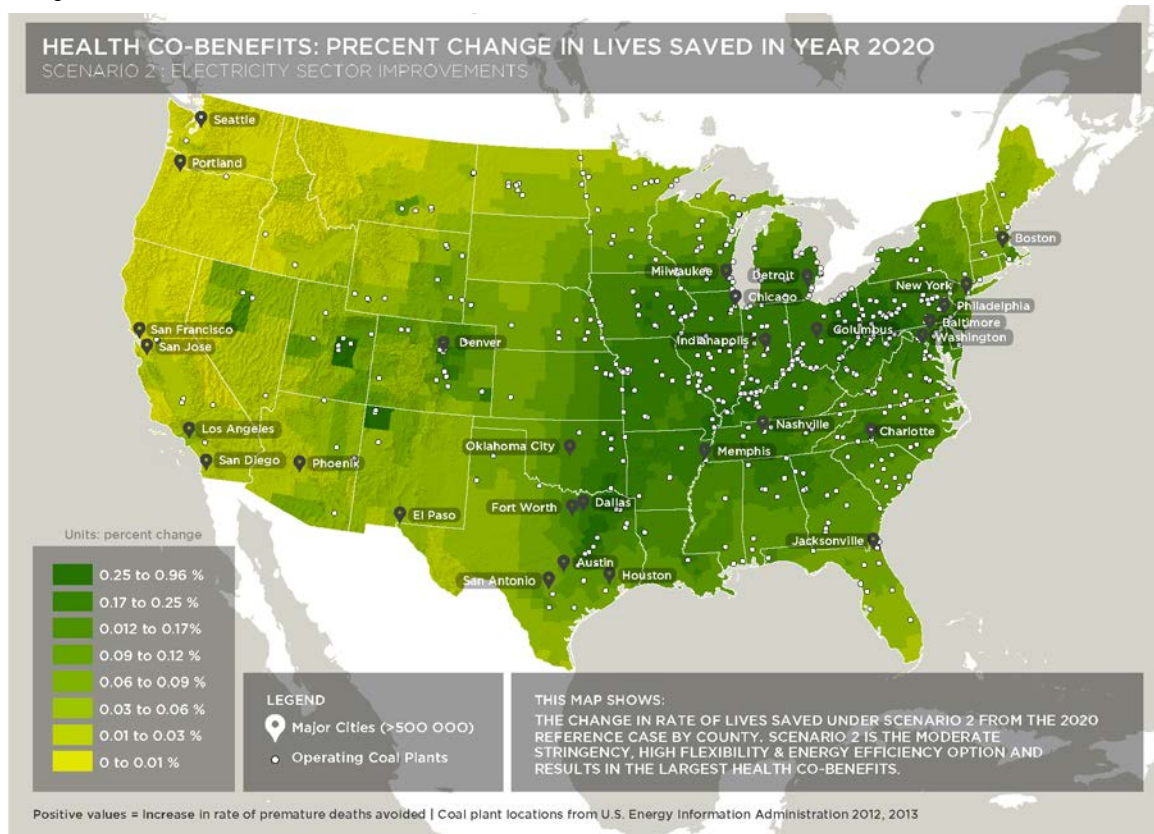 HEALTH CO-BENEFITS: PRECENT CHANGE IN LIVES SAVED IN YEAR 2020
SCENARIO 2 : ELECTRICITY SECTOR IMPROVEMENTS
Seattle
Portland
Boston
Milwaukee
Detroit
Chicago
New York
Philadelphia
Baltimore
Washington
Columbus
Indianapolis
San Francisco
San Jose
Denver
Nashville
Charlotte
Memphis
Los Angeles
San Diego
Phoenix
Oklahoma City
El Paso
Fort Worth
Dallas
Jacksonville
Austin
San Antonio
Houston
Units: percent change
0.25 to 0.96 %
0.17 to 0.25 %
0.012 to 0.17%
0.09 to 0.12 %
0.06 to 0.09 %
0.03 to 0.06 %
0.01 to 0.03 %
0 to 0.01 %
LEGEND
Major Cities (>500 000)
Operating Coal Plants
THIS MAP SHOWS:
THE CHANGE IN RATE OF LIVES SAVED UNDER SCENARIO 2 FROM THE 2020
REFERENCE CASE BY COUNTY. SCENARIO 2 IS THE MODERATE
STRINGENCY, HIGH FLEXIBILITY & ENERGY EFFICIENCY OPTION AND
RESULTS IN THE LARGEST HEALTH CO-BENEFITS.
Positive values = Increase in rate of premature deaths avoided | Coal plant locations from U.S. Energy Information Administration 2012, 2013